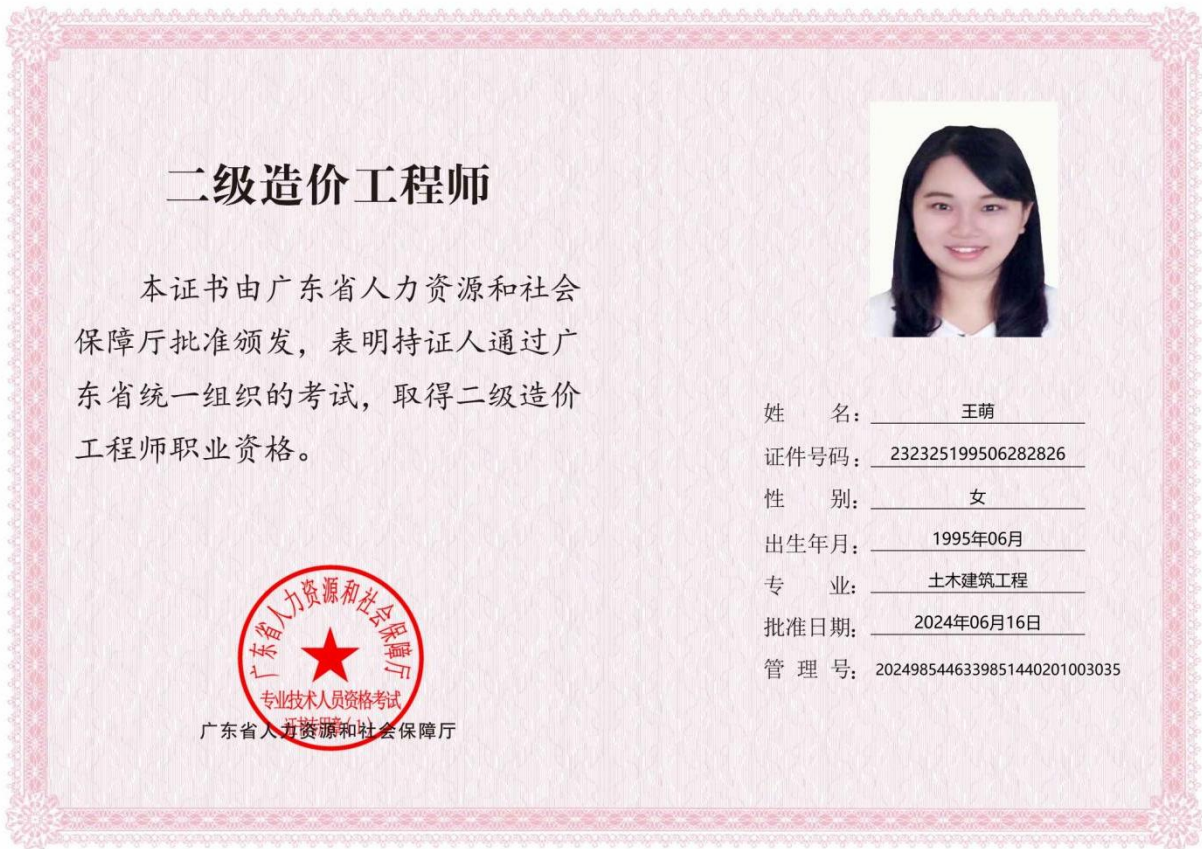 二级造价工程师
本证书由广东省人力资源和社会
保障厅批准颁发，表明持证人通过广
东省统一组织的考试，取得二级造价
工程师职业资格。
广东省人力资源和社会保障厅
专业技术人员资格考试
证书专用章（1）
广东省人力资源和社会保障厅
姓 名：王萌
证件号码：232325199506282826
性 别：女
出生年月：1995年06月
专 业：土木建筑工程
批准日期：2024年06月16日
管 理 号：2024985446339851440201003035